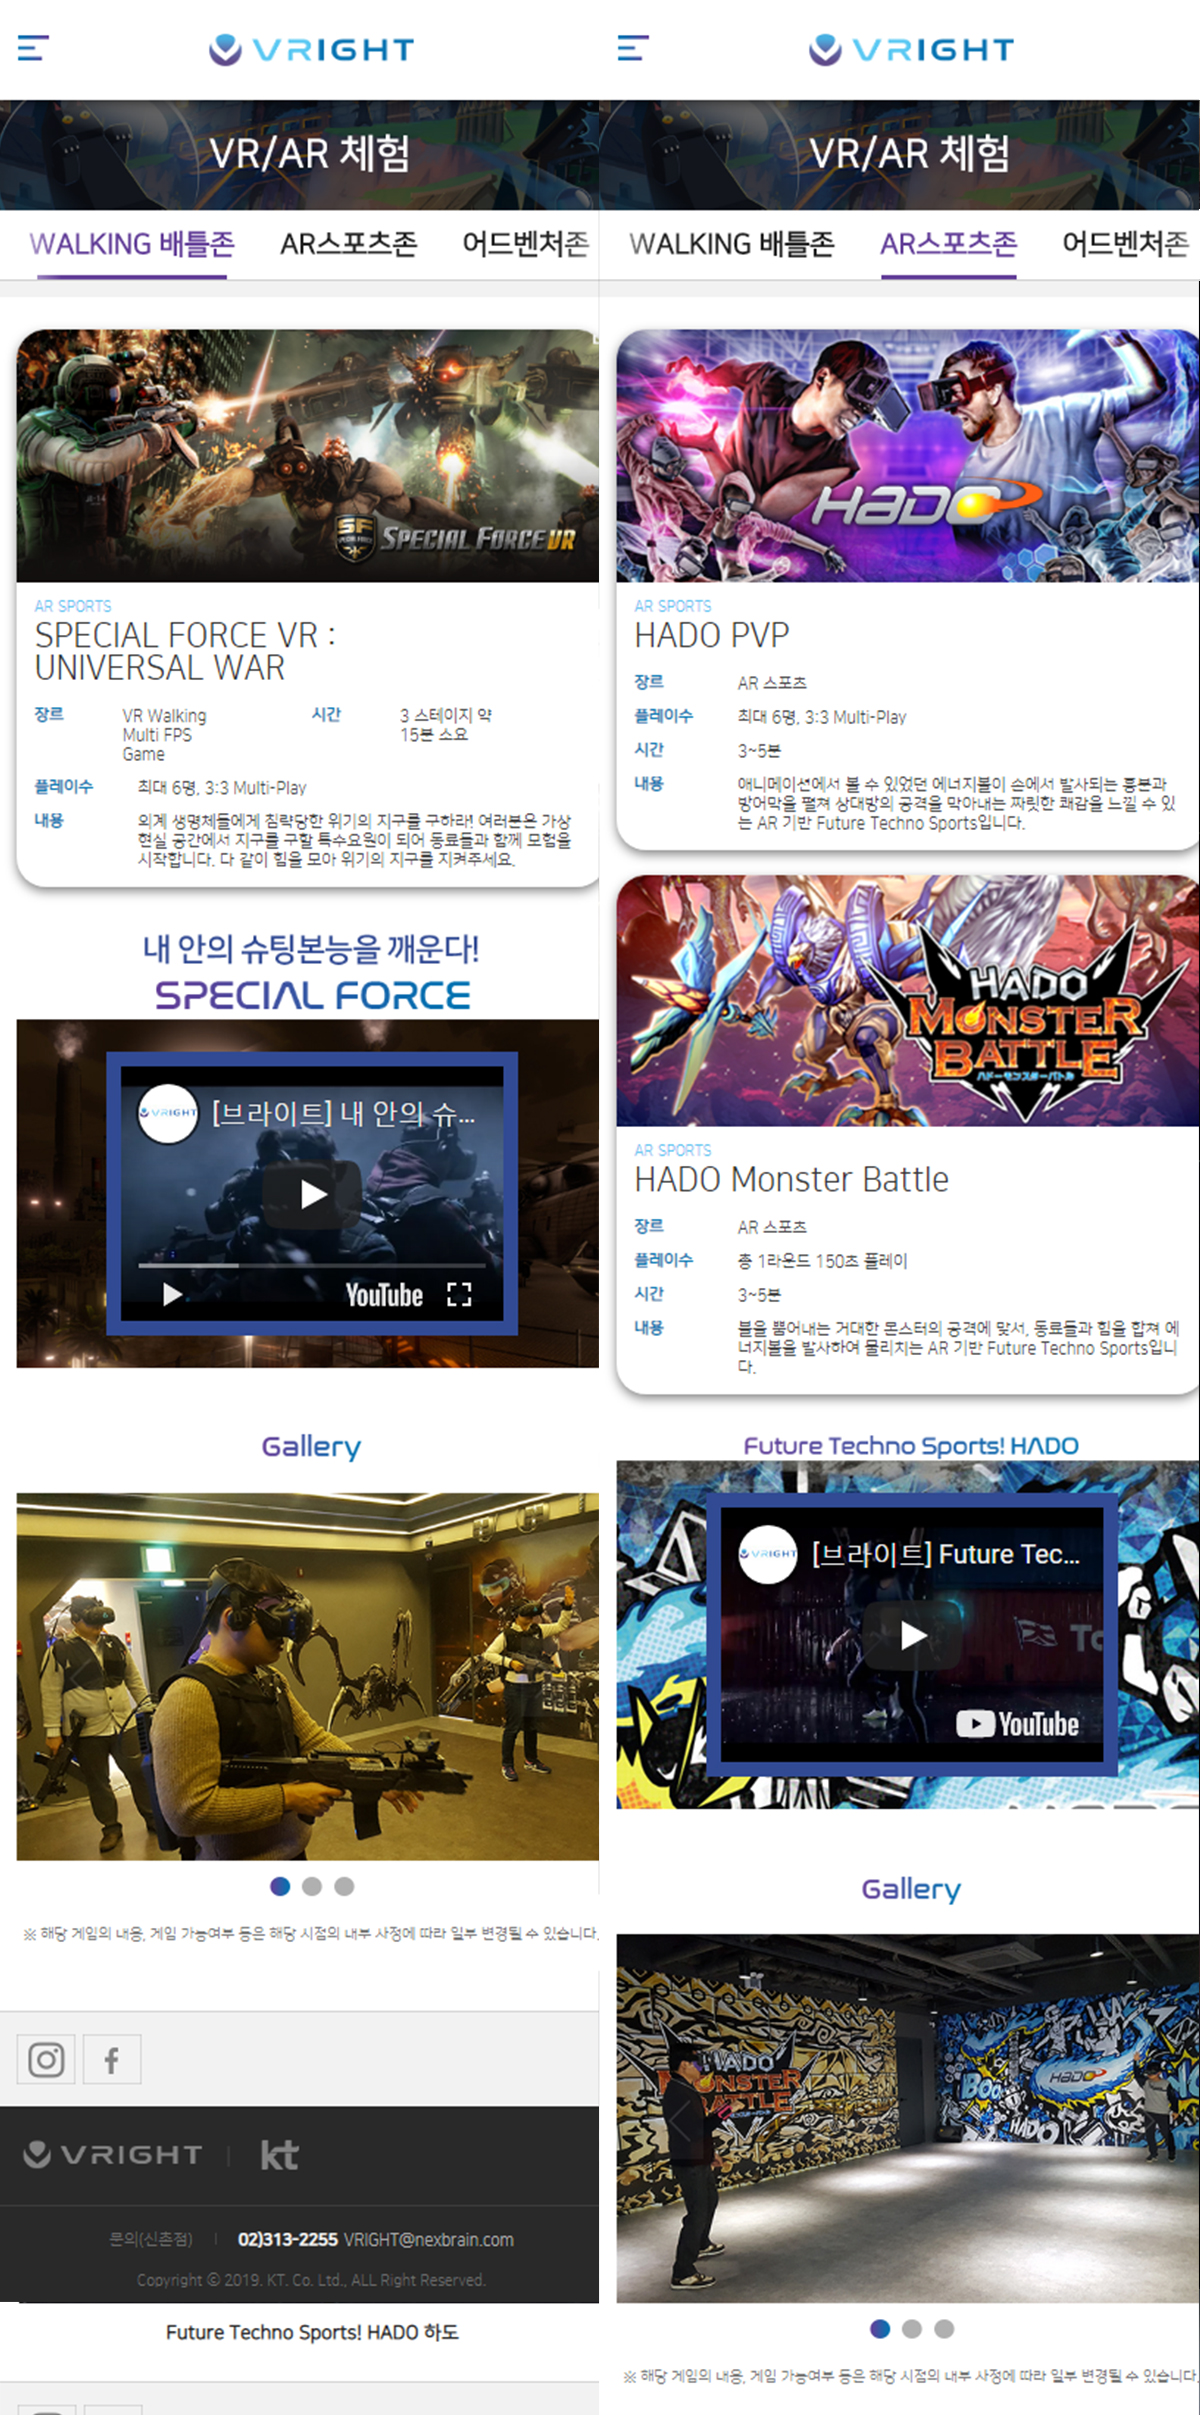 VRIGHT
VR/AR 체험
WALKING 배틀존
AR스포츠존
어드벤처존
SF SPECIAL FORCE VR
AR SPORTS
SPECIAL FORCE VR :
UNIVERSAL WAR
장르
VR Walking
Multi FPS
Game
시간
3 스테이지 약
15분 소요
플레이수
최대 6명, 3:3 Multi-Play
내용
외계 생명체들에게 침략당한 위기의 지구를 구하라! 여러분은 가상
현실 공간에서 지구를 구할 특수요원이 되어 동료들과 함께 모험을
시작합니다. 다 같이 힘을 모아 위기의 지구를 지켜주세요.
내 안의 슈팅본능을 깨운다!
SPECIAL FORCE
VRIGHT
[브라이트] 내 안의 슈...
YouTube
Gallery
※ 해당 게임의 내용, 게임 가능여부 등은 해당 시점의 내부 사정에 따라 일부 변경될 수 있습니다.
VRIGHT | kt
문의(신촌점) | 02)313-2255 VRIGHT@nexbrain.com
Copyright © 2019. KT. Co. Ltd., ALL Right Reserved.
Future Techno Sports! HADO 하도
VRIGHT
VR/AR 체험
WALKING 배틀존
AR스포츠존
어드벤처존
HADO
AR SPORTS
HADO PVP
장르
AR 스포츠
플레이수
최대 6명, 3:3 Multi-Play
시간
3~5분
내용
애니메이션에서 볼 수 있었던 에너지볼이 손에서 발사되는 흥분과
방어막을 펼쳐 상대방의 공격을 막아내는 짜릿한 쾌감을 느낄 수 있
는 AR 기반 Future Techno Sports입니다.
HADO
MONSTER
BATTLE
ハドーモンスターバトル
AR SPORTS
HADO Monster Battle
장르
AR 스포츠
플레이수
총 1라운드 150초 플레이
시간
3~5분
내용
불을 뿜어내는 거대한 몬스터의 공격에 맞서, 동료들과 힘을 합쳐 에
너지볼을 발사하여 물리치는 AR 기반 Future Techno Sports입니
다.
Future Techno Sports! HADO
VRIGHT
[브라이트] Future Tec...
YouTube
Gallery
HADO
MONSTER
BATTLE
BOO
HADO
HADO
※ 해당 게임의 내용, 게임 가능여부 등은 해당 시점의 내부 사정에 따라 일부 변경될 수 있습니다.